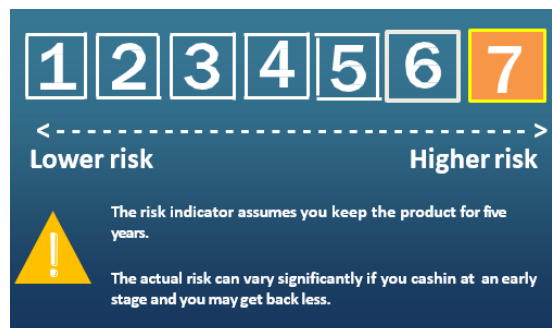 1 2 3 4 5 6 7
<- - - - - - - - - - - - - - - - - - - - - - - - - - - - - - - - - - >
Lower risk Higher risk
The risk indicator assumes you keep the product for five
years.
!
The actual risk can vary significantly if you cashin at an early
stage and you may get back less.